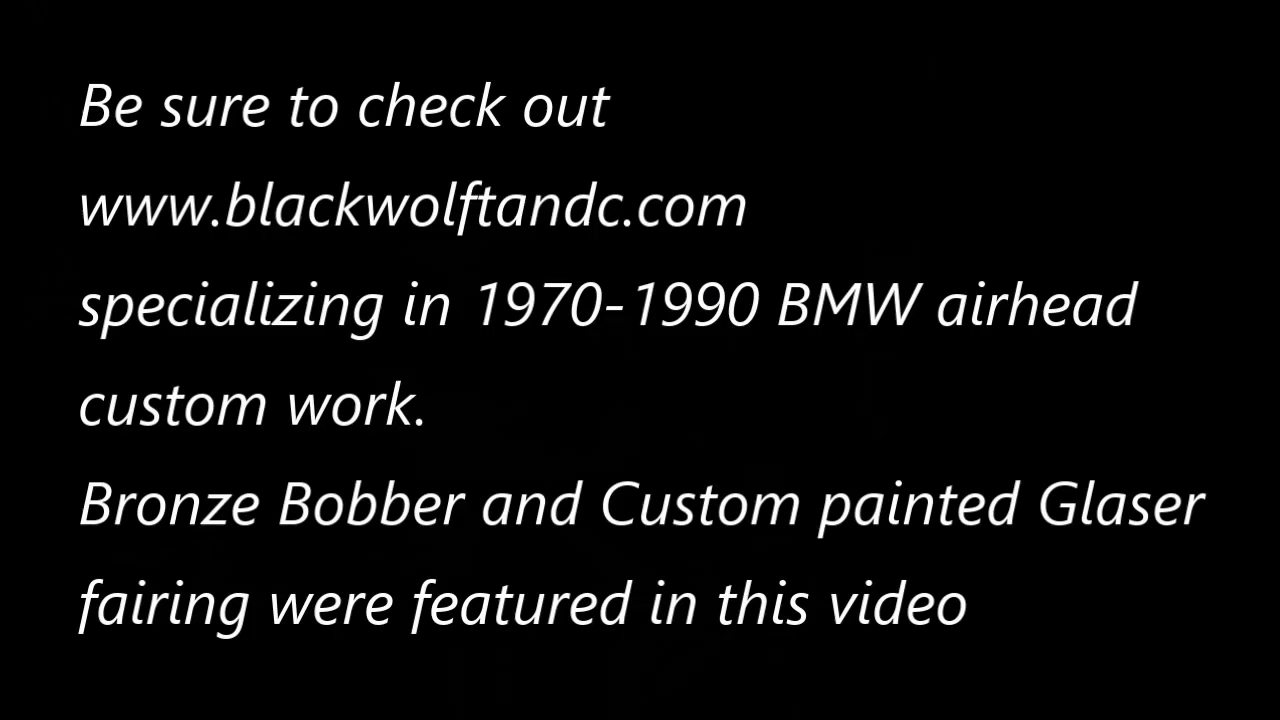 Be sure to check out
www.blackwolftandc.com
specializing in 1970-1990 BMW airhead
custom work.
Bronze Bobber and Custom painted Glaser
fairing were featured in this video